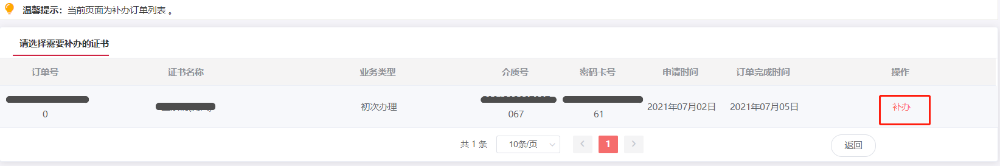 温馨提示：当前页面为补办订单列表 。
请选择需要补办的证书
订单号 证书名称 业务类型 介质号 密码卡号 申请时间 订单完成时间 操作
初次办理 2021年07月02日 2021年07月05日 补办
0 067 61
共 1 条 10条/页 < 1 > 返回